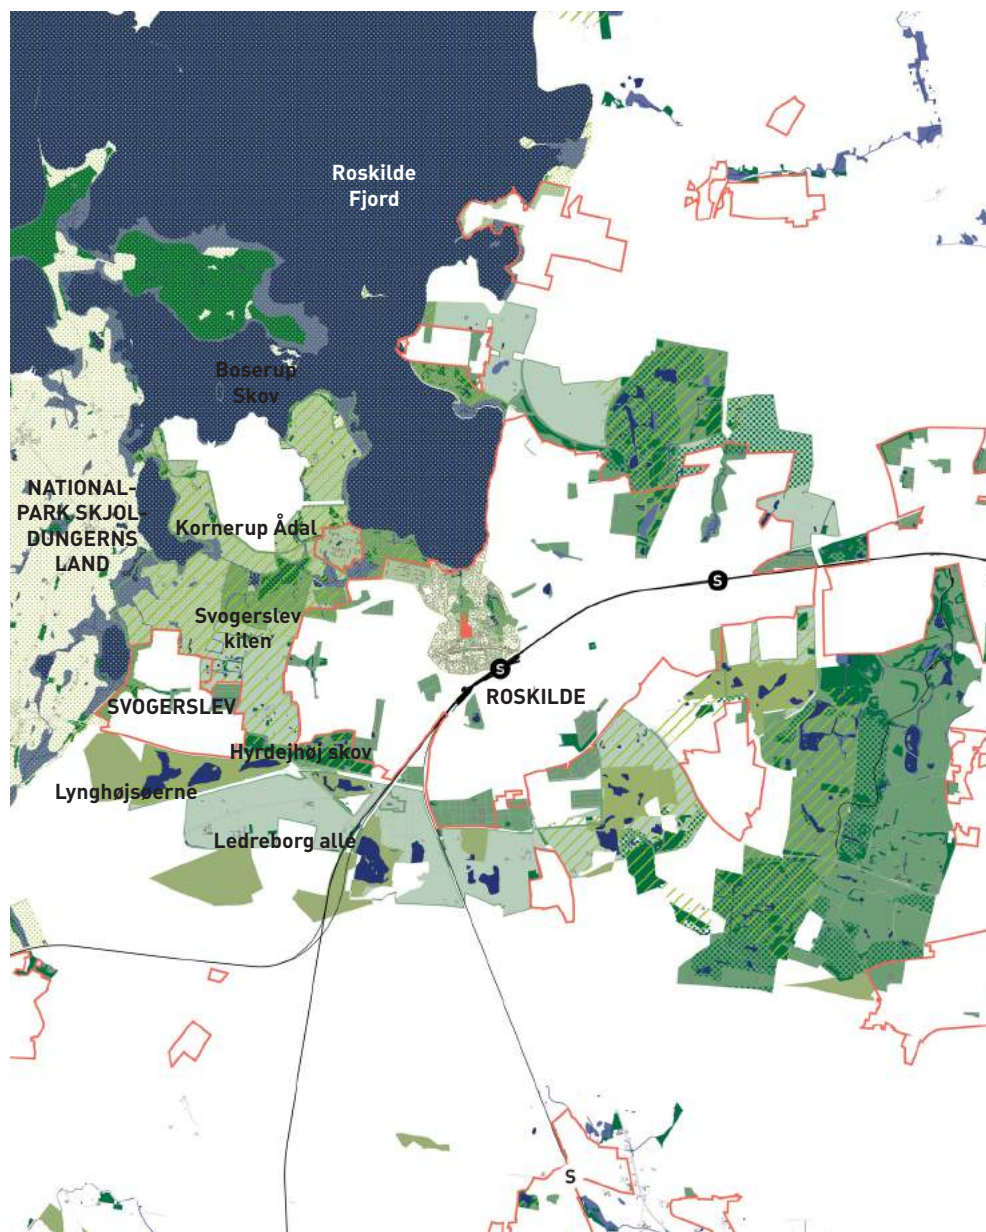 Roskilde
Fjord
Boserup
Skov
NATIONAL-
PARK SKJOL-
DUNGERNS
LAND
Kornerup Ådal
S
Svogerslev
kilen
S
ROSKILDE
SVOGERSLEV
Hyrdejhøj skov
Lynghøjsøerne
Ledreborg alle
S